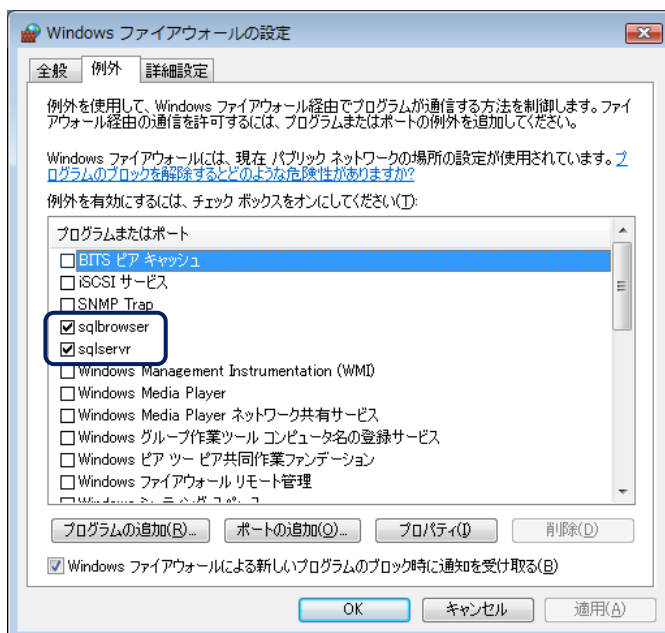 Windows ファイアウォールの設定
全般 例外 詳細設定
例外を使用して、Windows ファイアウォール経由でプログラムが通信する方法を制御します。ファイ
アウォール経由の通信を許可するには、プログラムまたはポートの例外を追加してください。
Windows ファイアウォールには、現在 パブリック ネットワークの場所の設定が使用されています。プ
ログラムのブロックを解除するとどのような危険性がありますか?
例外を有効にするには、チェック ボックスをオンにしてください(T):
プログラムまたはポート
BITS ピア キャッシュ
iSCSI サービス
SNMP Trap
sqlbrowser
sqlservr
Windows Management Instrumentation (WMI)
Windows Media Player
Windows Media Player ネットワーク共有サービス
Windows グループ作業ツール コンピュータ名の登録サービス
Windows ピア ツー ピア共同作業ファンデーション
Windows ファイアウォール リモート管理
プログラムの追加(R)... ポートの追加(O)... プロパティ(I) 削除(D)
Windows ファイアウォールによる新しいプログラムのブロック時に通知を受け取る(B)
OK キャンセル 適用(A)